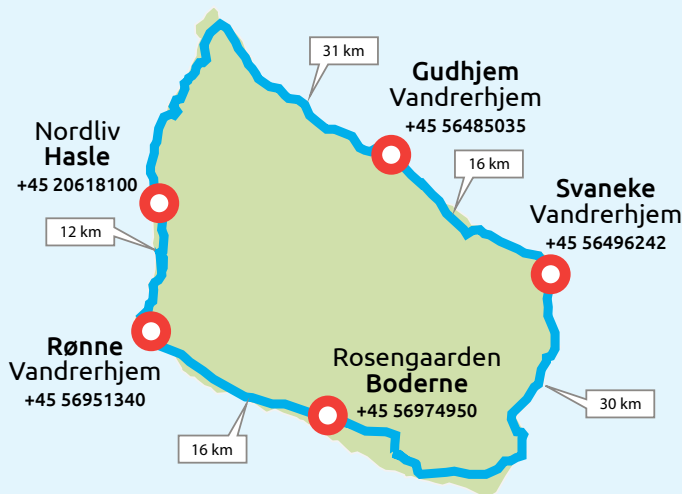 31 km
Gudhjem
Vandrerhjem
+45 56485035
Nordliv
Hasle
+45 20618100
16 km
Svaneke
Vandrerhjem
+45 56496242
12 km
Rønne
Vandrerhjem
+45 56951340
Rosengaarden
Boderne
+45 56974950
30 km
16 km